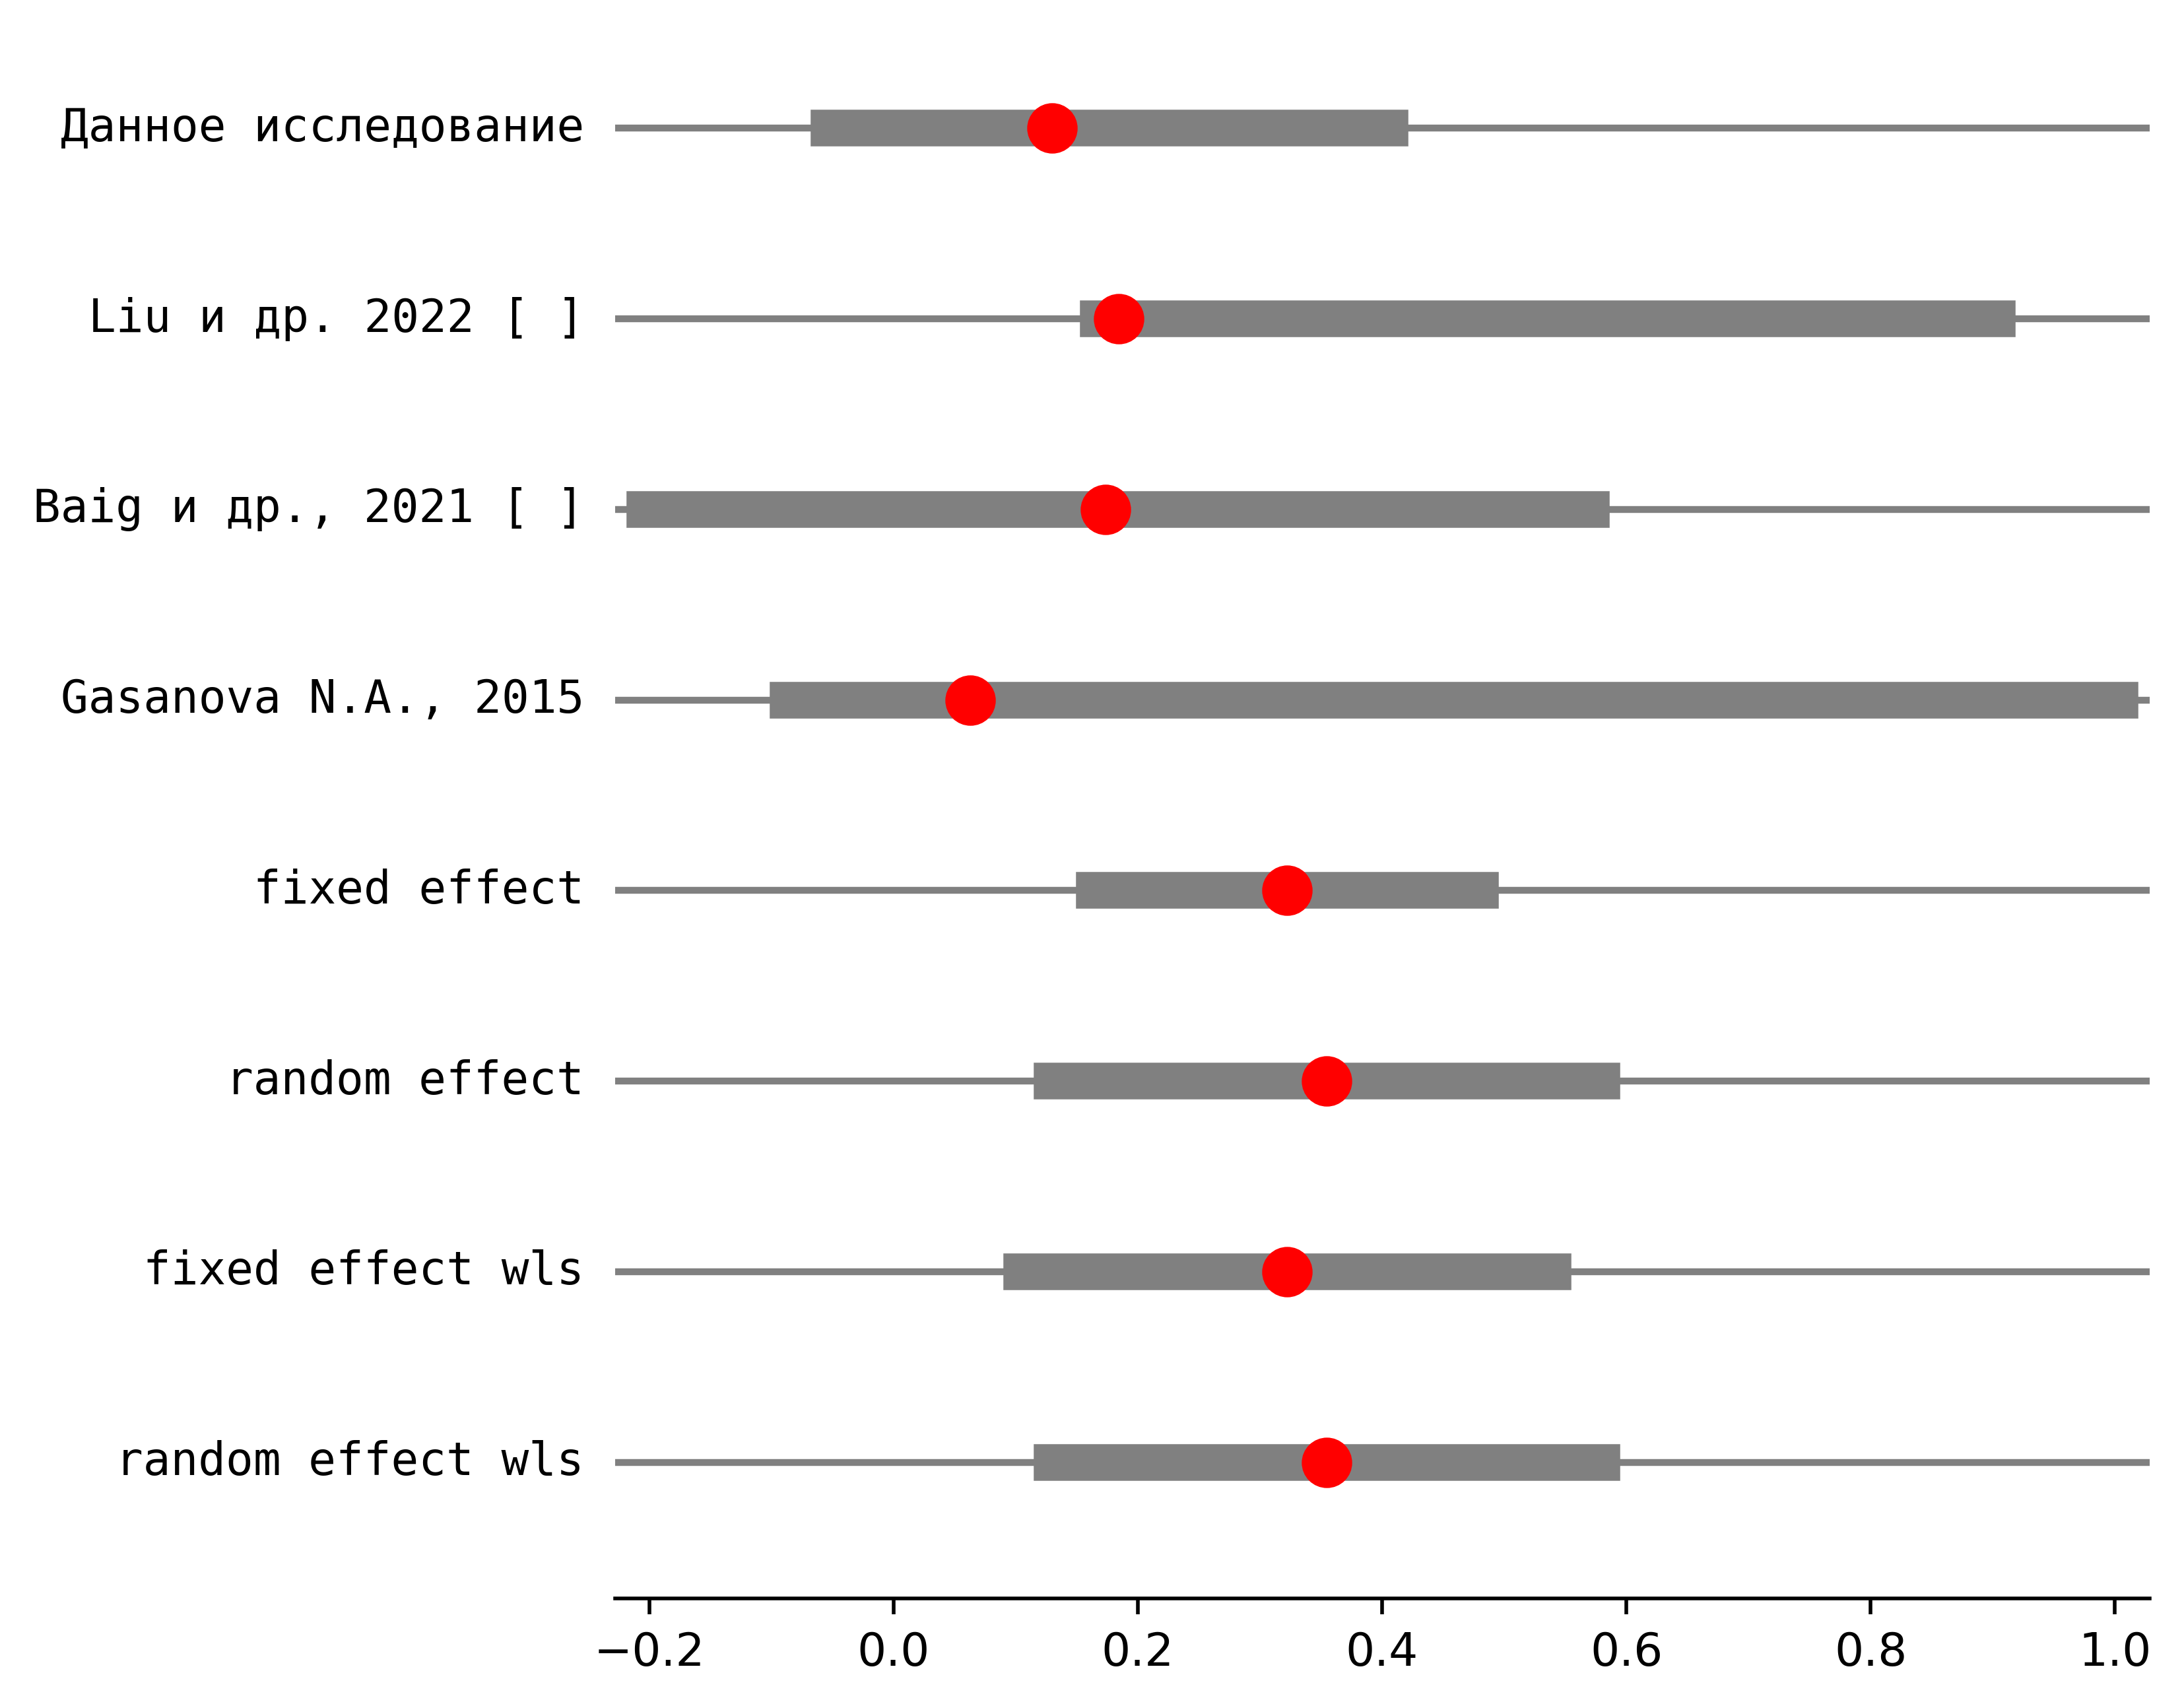 Данное исследование
Liu и др. 2022 [ ]
Baig и др., 2021 [ ]
Gasanova N.A., 2015
fixed effect
random effect
fixed effect wls
random effect wls
−0.2 0.0 0.2 0.4 0.6 0.8 1.0